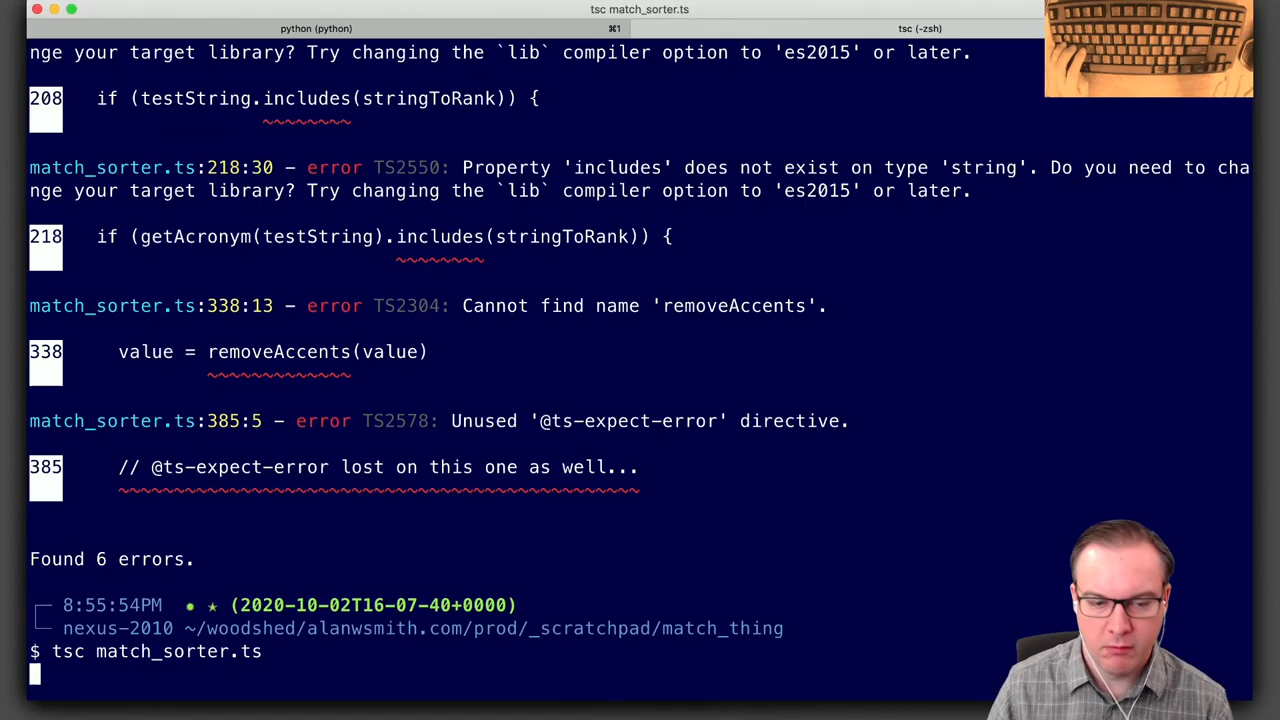 tsc match_sorter.ts
python (python) ⌘1 tsc (-zsh)
nge your target library? Try changing the `lib` compiler option to 'es2015' or later.
208 if (testString.includes(stringToRank)) {
~~~~~~~~
match_sorter.ts:218:30 – error TS2550: Property 'includes' does not exist on type 'string'. Do you need to cha
nge your target library? Try changing the `lib` compiler option to 'es2015' or later.
218 if (getAcronym(testString).includes(stringToRank)) {
~~~~~~~~
match_sorter.ts:338:13 – error TS2304: Cannot find name 'removeAccents'.
338 value = removeAccents(value)
~~~~~~~~~~~~~
match_sorter.ts:385:5 – error TS2578: Unused '@ts-expect-error' directive.
385 // @ts-expect-error lost on this one as well...
~~~~~~~~~~~~~~~~~~~~~~~~~~~~~~~~~~~~~~~~~~~~~~~
Found 6 errors.
8:55:54PM ✹ ★ (2020-10-02T16-07-40+0000)
nexus-2010 ~/woodshed/alanwsmith.com/prod/_scratchpad/match_thing
$ tsc match_sorter.ts